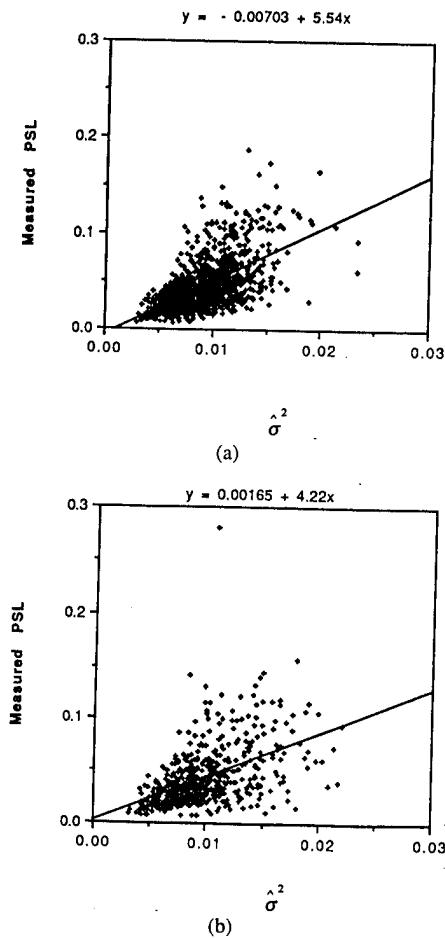 y = - 0.00703 + 5.54x
0.3
0.2
0.1
0.0
Measured PSL
0.00 0.01 0.02 0.03
σ̂ 2
(a)
y = 0.00165 + 4.22x
0.3
0.2
0.1
0.0
Measured PSL
0.00 0.01 0.02 0.03
σ̂ 2
(b)